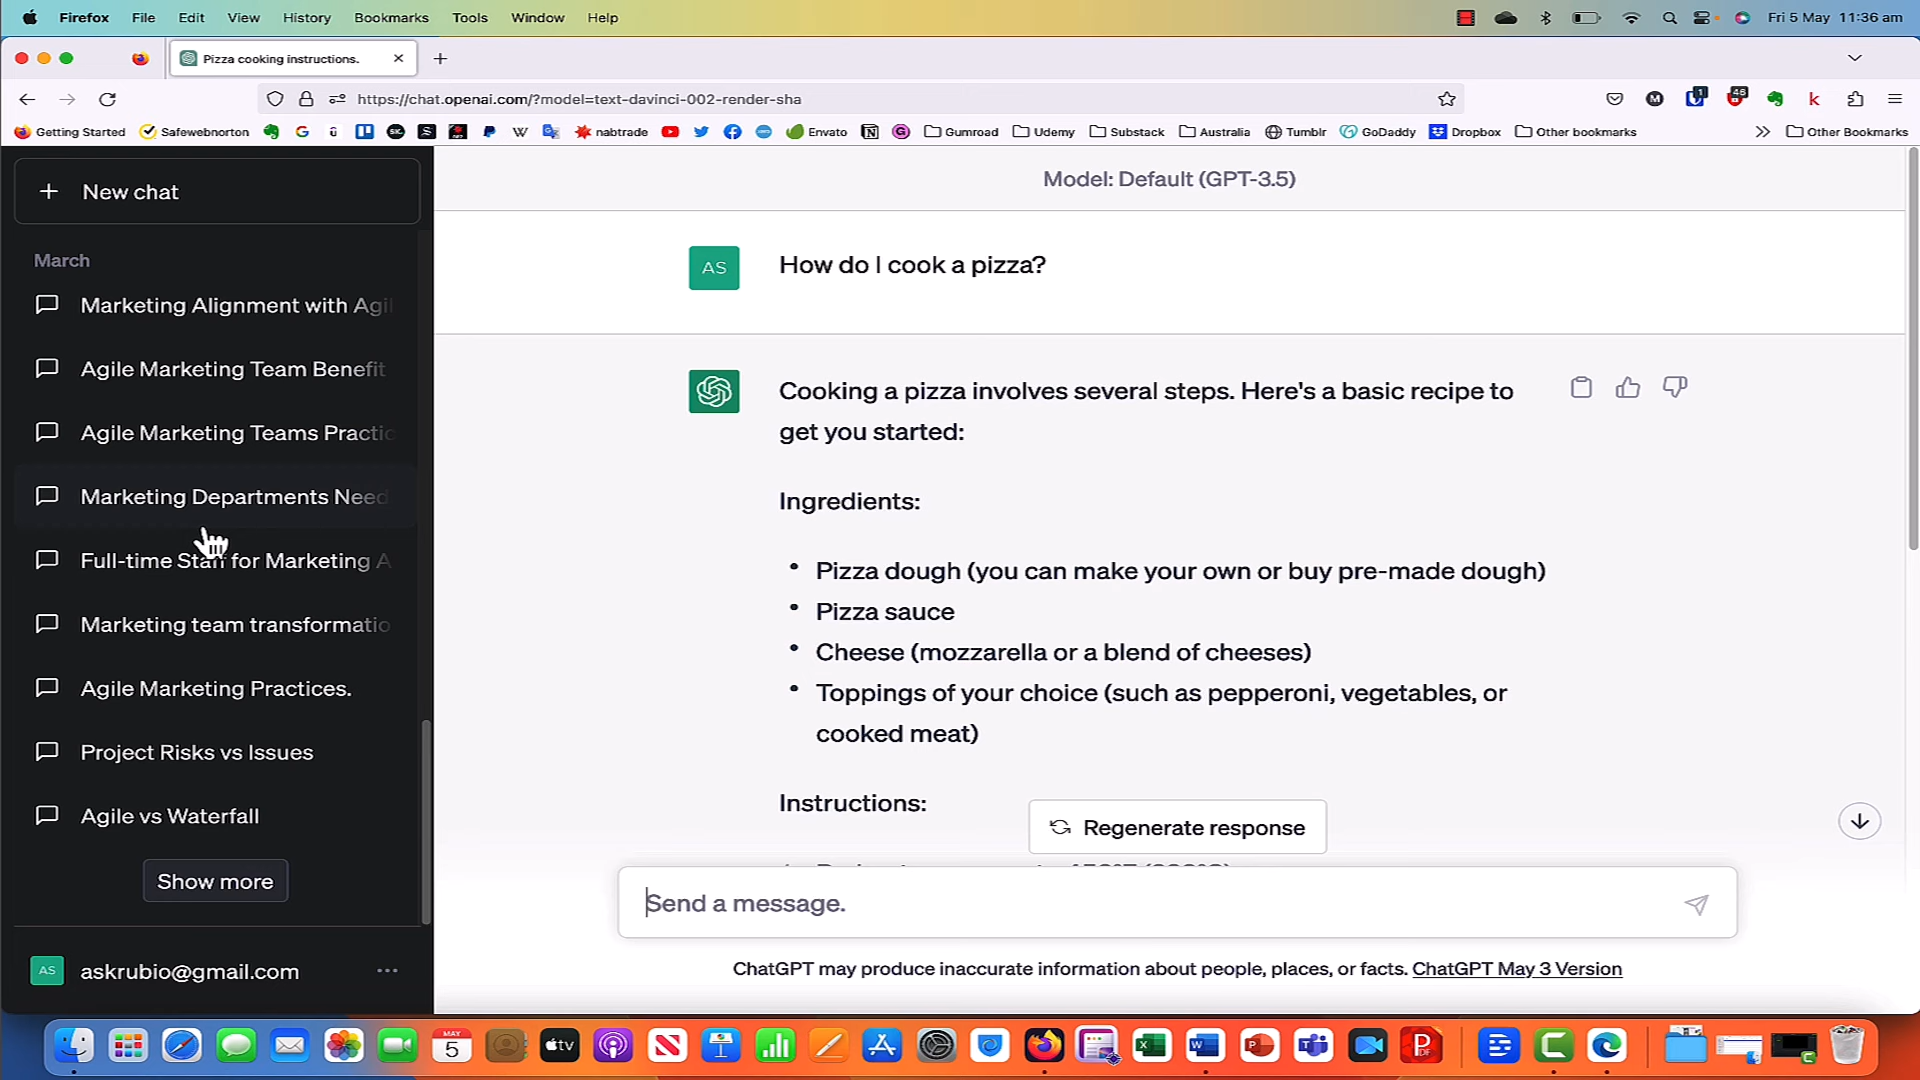 Firefox File Edit View History Bookmarks Tools Window Help Fri 5 May 11:36 am
Pizza cooking instructions.
https://chat.openai.com/?model=text-davinci-002-render-sha
1
46
Getting Started Safewebnorton nabtrade Envato Gumroad Udemy Substack Australia Tumblr GoDaddy Dropbox Other bookmarks Other Bookmarks
New chat
March
Marketing Alignment with Agi
Agile Marketing Team Benefit
Agile Marketing Teams Practic
Marketing Departments Need
Full-time Staff for Marketing A
Marketing team transformatio
Agile Marketing Practices.
Project Risks vs Issues
Agile vs Waterfall
Show more
AS askrubio@gmail.com
Model: Default (GPT-3.5)
AS How do I cook a pizza?
Cooking a pizza involves several steps. Here's a basic recipe to
get you started:
Ingredients:
• Pizza dough (you can make your own or buy pre-made dough)
• Pizza sauce
• Cheese (mozzarella or a blend of cheeses)
• Toppings of your choice (such as pepperoni, vegetables, or
cooked meat)
Instructions:
Regenerate response
Send a message.
ChatGPT may produce inaccurate information about people, places, or facts. ChatGPT May 3 Version
MAY
5
tv